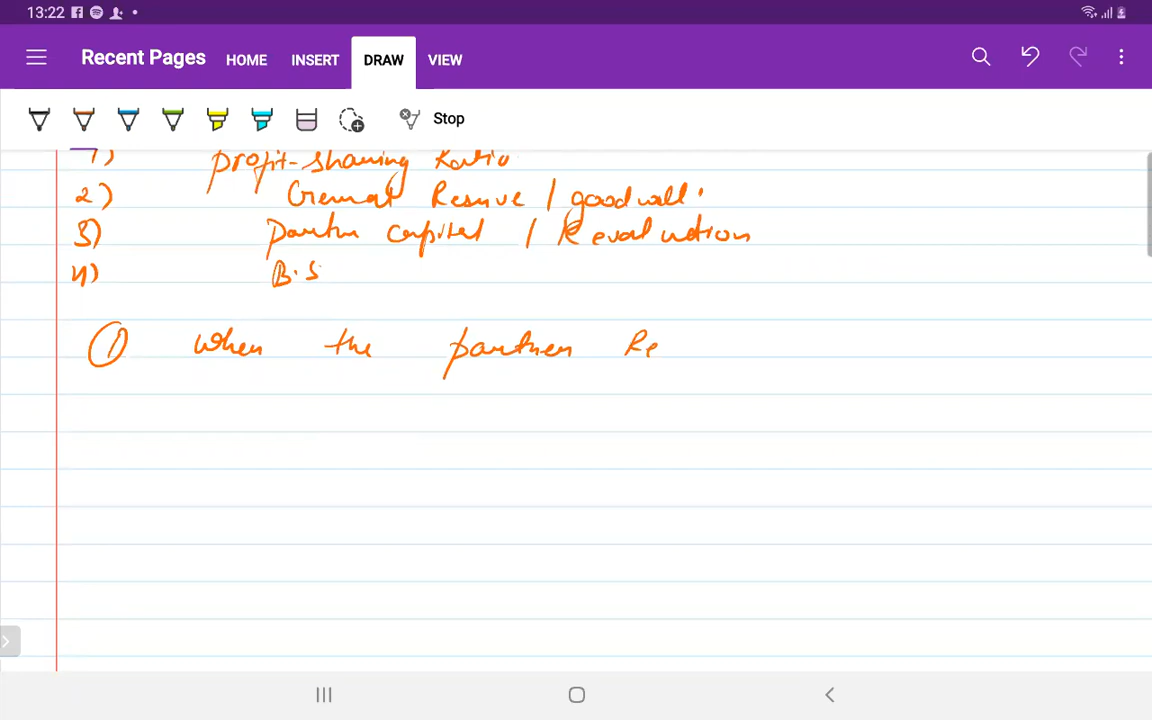 13:22
Recent Pages HOME INSERT DRAW VIEW
Stop
1) Profit-sharing Ratio
2) General Reserve / goodwill
3) Partner capital / Revaluation
4) B.S
① when the partner Re